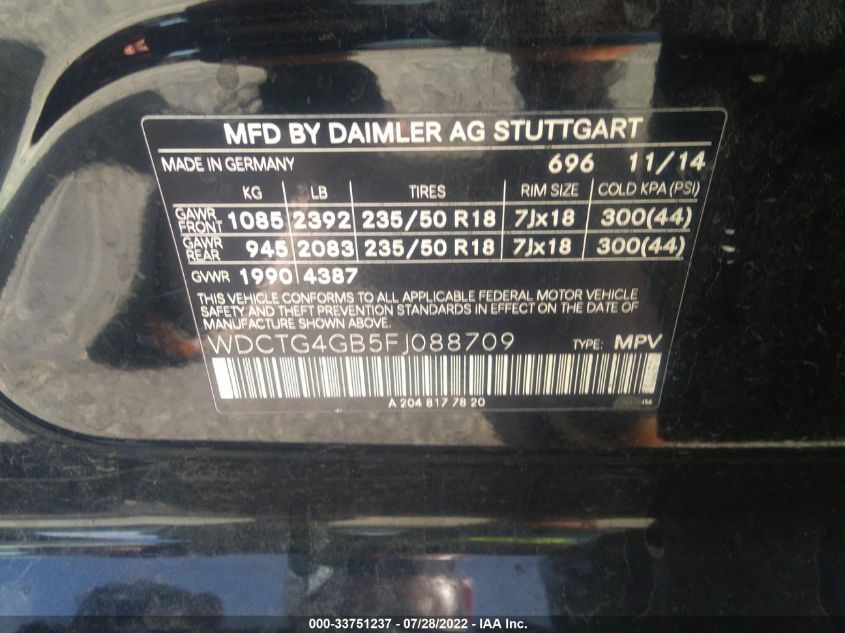 MFD BY DAIMLER AG STUTTGART
MADE IN GERMANY 696 11/14
KG LB TIRES RIM SIZE COLD KPA (PSI)
GAWR FRONT 1085 2392 235/50 R18 7Jx18 300(44)
GAWR REAR 945 2083 235/50 R18 7Jx18 300(44)
GVWR 1990 4387
THIS VEHICLE CONFORMS TO ALL APPLICABLE FEDERAL MOTOR VEHICLE
SAFETY AND THEFT PREVENTION STANDARDS IN EFFECT ON THE DATE OF
MANUFACTURE SHOWN ABOVE.
WDCTG4GB5FJ088709 TYPE: MPV
A 204 817 78 20
000-33751237 - 07/28/2022 - IAA Inc.